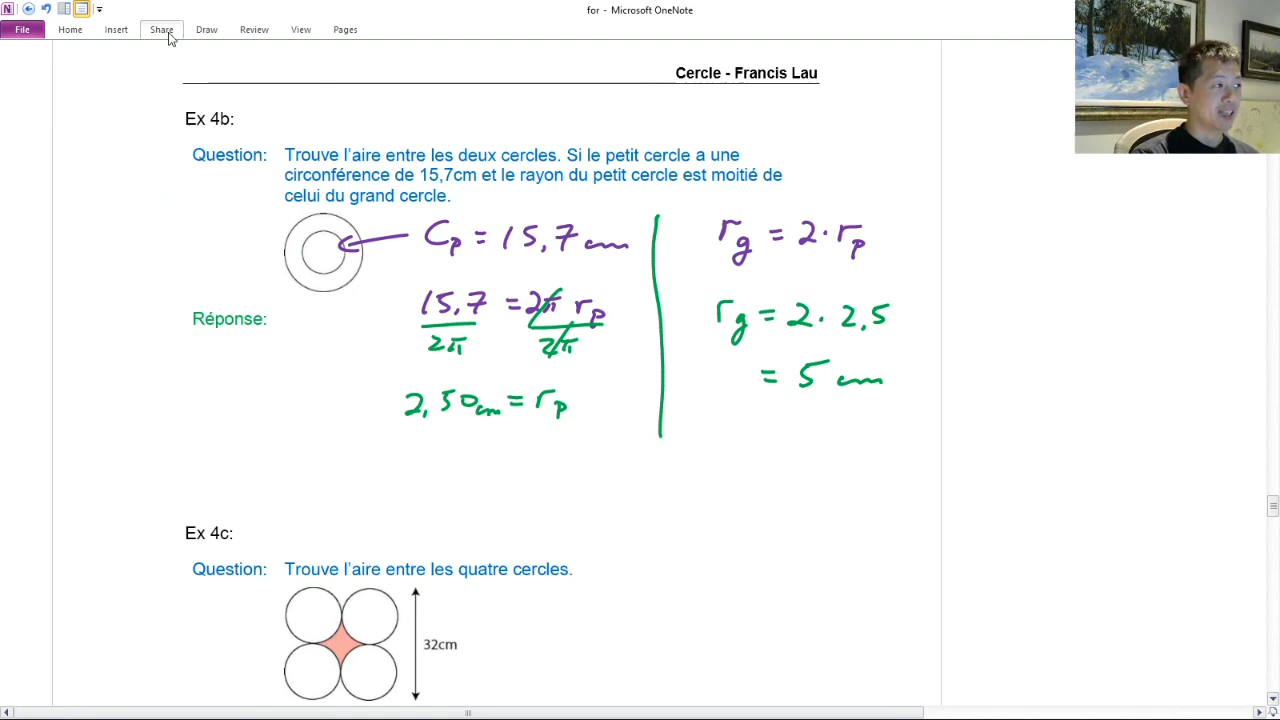 for - Microsoft OneNote
File Home Insert Share Draw Review View Pages
Cercle - Francis Lau
Ex 4b:
Question: Trouve l'aire entre les deux cercles. Si le petit cercle a une
circonférence de 15,7cm et le rayon du petit cercle est moitié de
celui du grand cercle.
Cp = 15,7 cm
rg = 2 · rp
15,7 = 2π rp
2π 2π
Réponse:
rg = 2 · 2,5
= 5 cm
2,50cm = rp
Ex 4c:
Question: Trouve l'aire entre les quatre cercles.
32cm